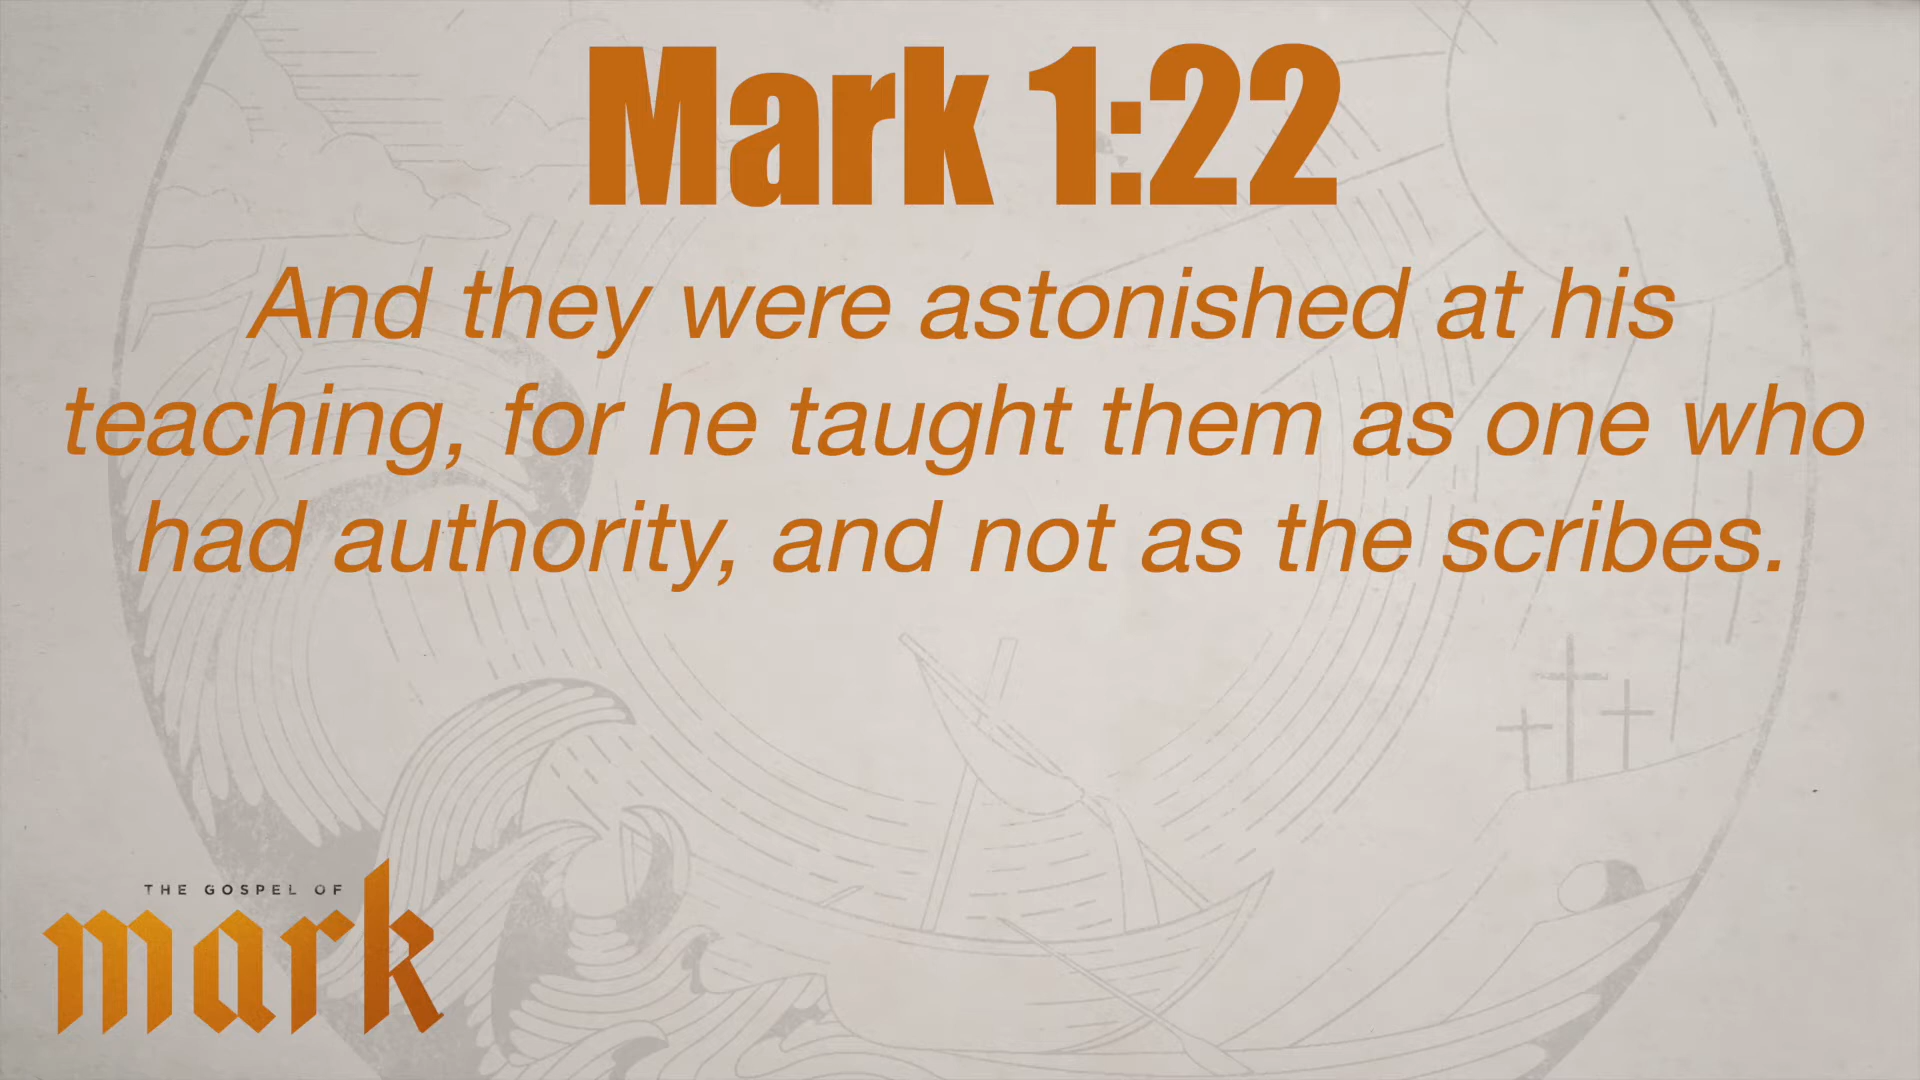 Mark 1:22
And they were astonished at his
teaching, for he taught them as one who
had authority, and not as the scribes.
THE GOSPEL OF
mark